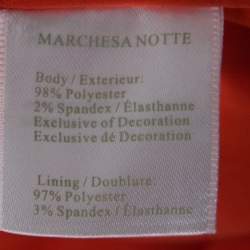 MARCHESA NOTTE
Body / Exterieur:
98% Polyester
2% Spandex / Élasthanne
Exclusive of Decoration
Exclusive dé Decoration
Lining / Doublure:
97% Polyester
3% Spandex / Élasthanne